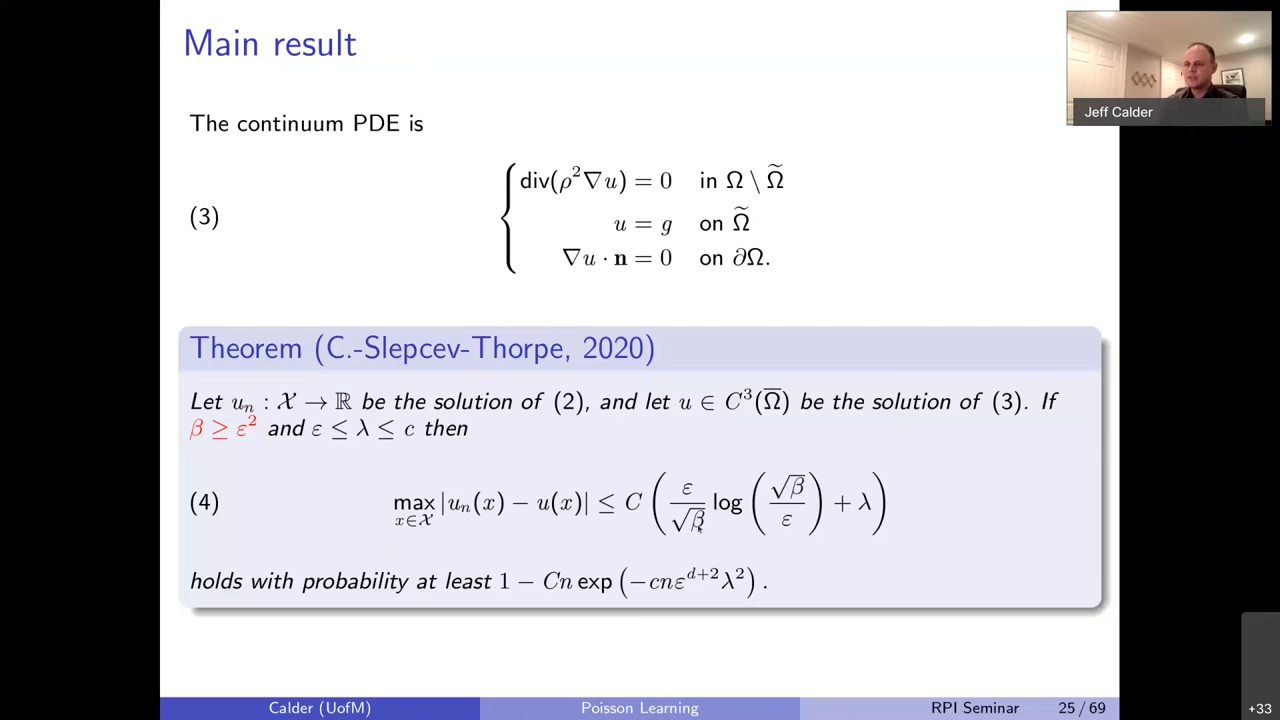 Main result
Jeff Calder
The continuum PDE is
(3) { div(ρ²∇u) = 0 in Ω \ Ω̃
u = g on Ω̃
∇u · n = 0 on ∂Ω.
Theorem (C.-Slepcev-Thorpe, 2020)
Let uₙ : 𝒳 → ℝ be the solution of (2), and let u ∈ C³(Ω̅) be the solution of (3). If
β ≥ ε² and ε ≤ λ ≤ c then
(4) max_{x∈𝒳} |uₙ(x) − u(x)| ≤ C ( ε/√β log ( √β/ε ) + λ )
holds with probability at least 1 − Cn exp (−cnε^{d+2}λ²) .
Calder (UofM) Poisson Learning RPI Seminar 25 / 69
+33